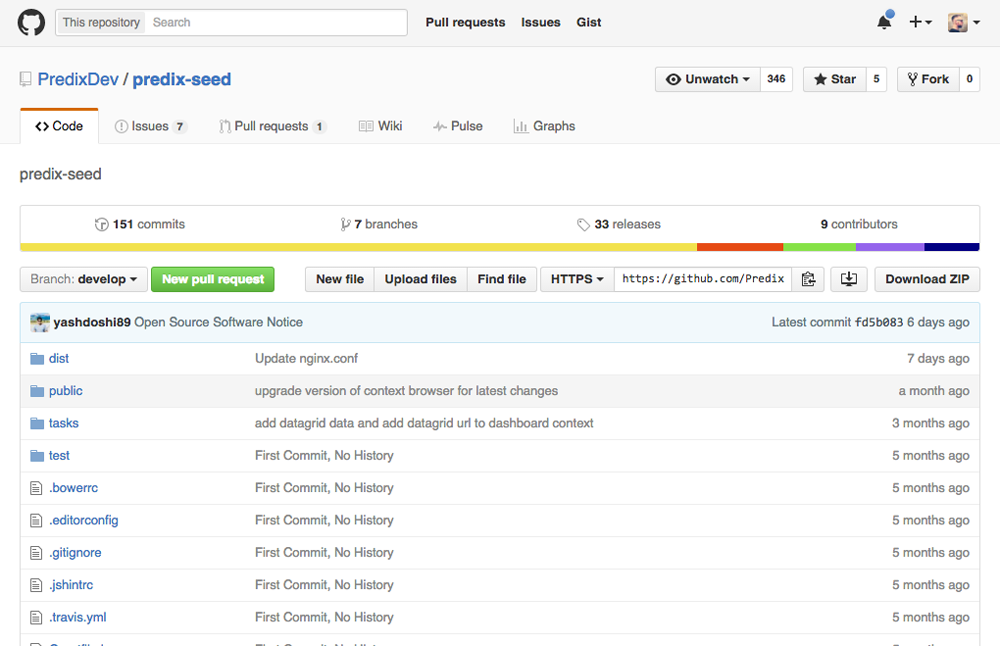 This repository Search Pull requests Issues Gist
PredixDev / predix-seed Unwatch 346 Star 5 Fork 0
Code Issues 7 Pull requests 1 Wiki Pulse Graphs
predix-seed
151 commits 7 branches 33 releases 9 contributors
Branch: develop New pull request New file Upload files Find file HTTPS https://github.com/Predix Download ZIP
yashdoshi89 Open Source Software Notice Latest commit fd5b083 6 days ago
dist Update nginx.conf 7 days ago
public upgrade version of context browser for latest changes a month ago
tasks add datagrid data and add datagrid url to dashboard context 3 months ago
test First Commit, No History 5 months ago
.bowerrc First Commit, No History 5 months ago
.editorconfig First Commit, No History 5 months ago
.gitignore First Commit, No History 5 months ago
.jshintrc First Commit, No History 5 months ago
.travis.yml First Commit, No History 5 months ago